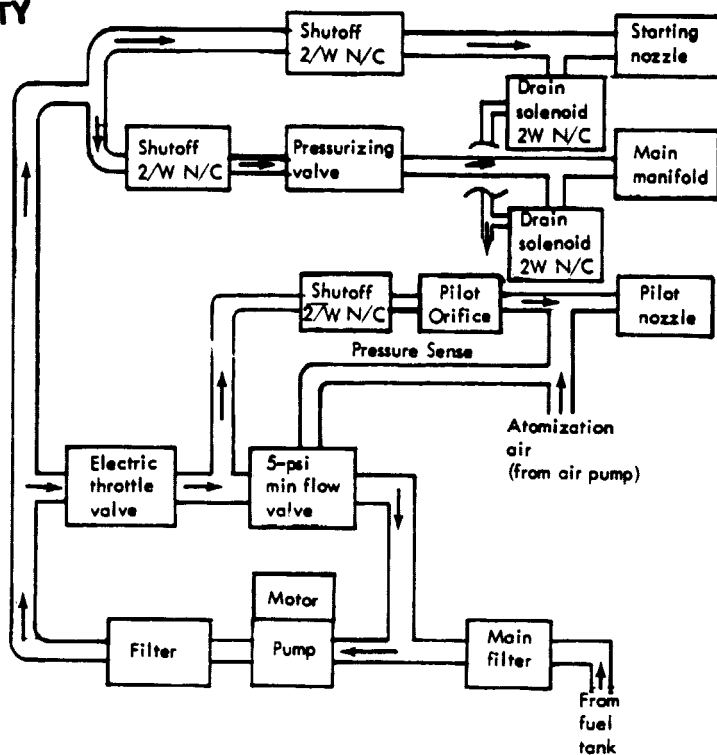 TY
Shutoff
2/W N/C
Starting
nozzle
Drain
solenoid
2W N/C
Shutoff
2/W N/C
Pressurizing
valve
Main
manifold
Drain
solenoid
2W N/C
Shutoff
2/W N/C
Pilot
Orifice
Pilot
nozzle
Pressure Sense
Atomization
air
(from air pump)
Electric
throttle
valve
5-psi
min flow
valve
Motor
Filter
Pump
Main
filter
From
fuel
tank